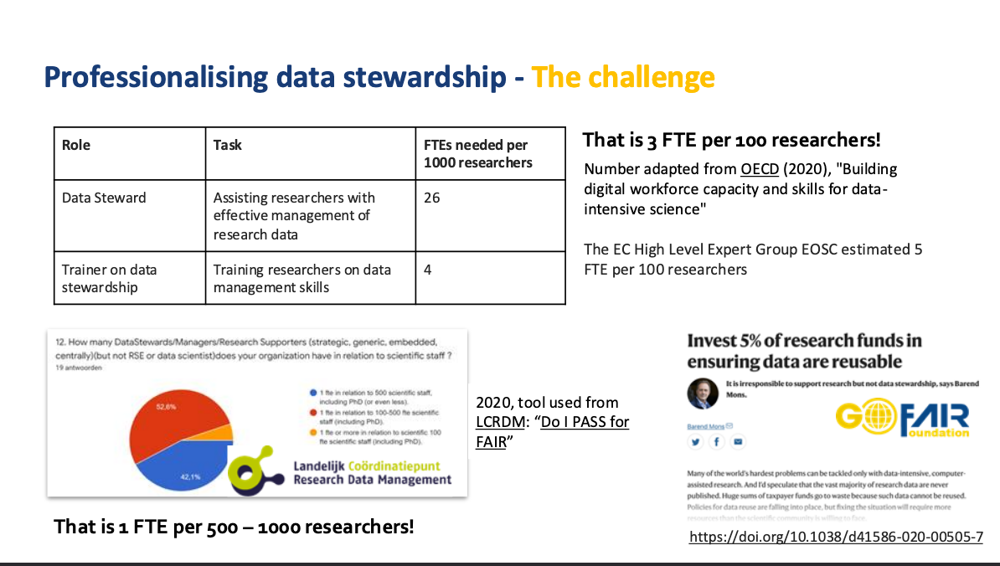 Professionalising data stewardship - The challenge
Role
Task
FTEs needed per
1000 researchers
Data Steward
Assisting researchers with
effective management of
research data
26
Trainer on data
stewardship
Training researchers on data
management skills
4
That is 3 FTE per 100 researchers!
Number adapted from OECD (2020), "Building
digital workforce capacity and skills for data-
intensive science"
The EC High Level Expert Group EOSC estimated 5
FTE per 100 researchers
12. How many DataStewards/Managers/Research Supporters (strategic, generic, embedded,
centrally)(but not RSE or data scientist)does your organization have in relation to scientific staff ?
19 antwoorden
52,6%
42,1%
1 fte in relation to 500 scientific staff,
including PhD (or even less).
1 fte in relation to 100-500 fte scientific
staff (including PhD).
1 fte or more in relation to scientific 100
fte scientific staff (including PhD).
Landelijk Coördinatiepunt
Research Data Management
2020, tool used from
LCRDM: “Do I PASS for
FAIR”
That is 1 FTE per 500 – 1000 researchers!
Invest 5% of research funds in
ensuring data are reusable
It is irresponsible to support research but not data stewardship, says Barend
Mons.
GO FAIR
oundation
Barend Mons
Many of the world's hardest problems can be tackled only with data-intensive, computer-
assisted research. And I'd speculate that the vast majority of research data are never
published. Huge sums of taxpayer funds go to waste because such data cannot be reused.
Policies for data reuse are falling into place, but fixing the situation will require more
resources than the scientific community is willing to face.
https://doi.org/10.1038/d41586-020-00505-7